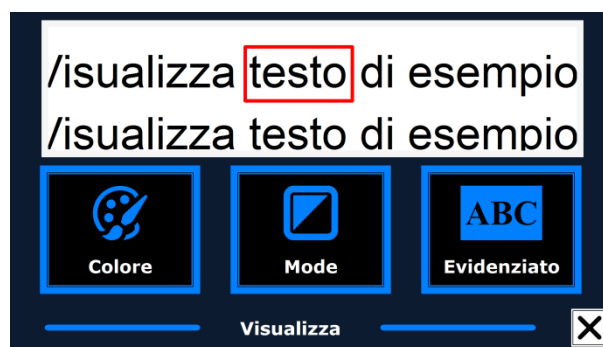 /isualizza testo di esempio
/isualizza testo di esempio
ABC
Colore Mode Evidenziato
Visualizza